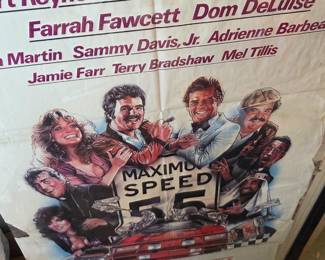 Farrah Fawcett Dom DeLuise
Martin Sammy Davis, Jr. Adrienne Barbeau
Jamie Farr Terry Bradshaw Mel Tillis
MAXIMUM
SPEED
55